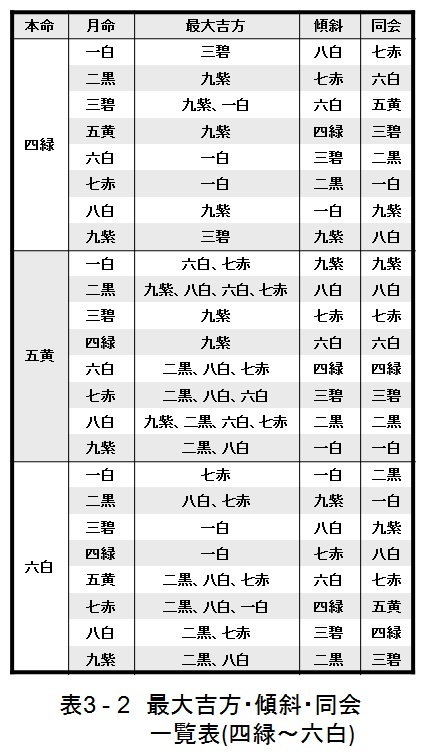 本命 月命 最大吉方 傾斜 同会
四緑 一白 三碧 八白 七赤
二黒 九紫 七赤 六白
三碧 九紫、一白 六白 五黄
五黄 九紫 四緑 三碧
六白 一白 三碧 二黒
七赤 一白 二黒 一白
八白 九紫 一白 九紫
九紫 三碧 九紫 八白
五黄 一白 六白、七赤 九紫 九紫
二黒 九紫、八白、六白、七赤 八白 八白
三碧 九紫 七赤 七赤
四緑 九紫 六白 六白
六白 二黒、八白、七赤 四緑 四緑
七赤 二黒、八白、六白 三碧 三碧
八白 九紫、二黒、六白、七赤 二黒 二黒
九紫 二黒、八白 一白 一白
六白 一白 七赤 一白 二黒
二黒 八白、七赤 九紫 一白
三碧 一白 八白 九紫
四緑 一白 七赤 八白
五黄 二黒、八白、七赤 六白 七赤
七赤 二黒、八白、一白 四緑 五黄
八白 二黒、七赤 三碧 四緑
九紫 二黒、八白 二黒 三碧
表3-2 最大吉方・傾斜・同会
一覧表(四緑～六白)